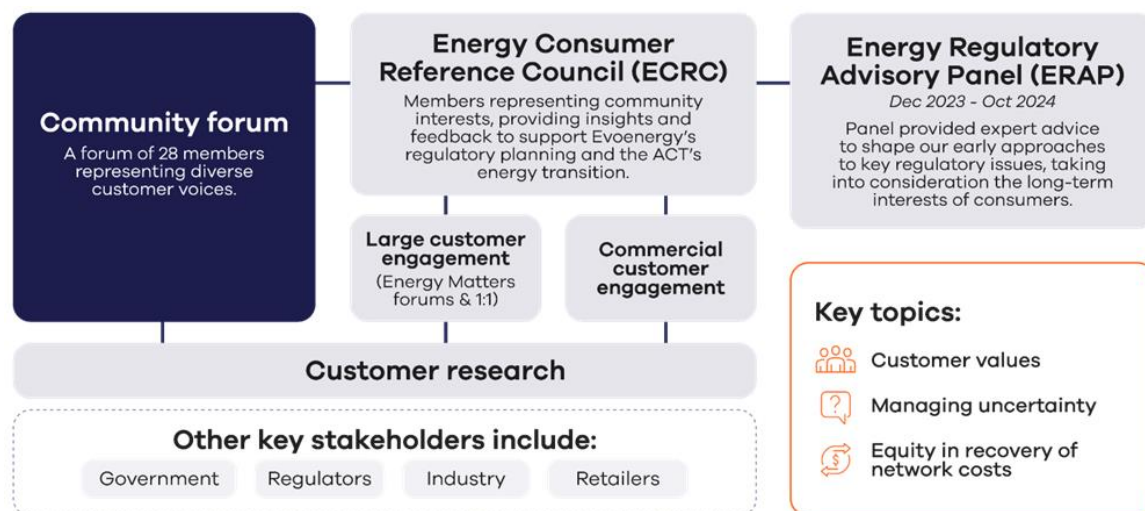 Community forum
A forum of 28 members
representing diverse
customer voices.
Energy Consumer
Reference Council (ECRC)
Members representing community
interests, providing insights and
feedback to support Evoenergy's
regulatory planning and the ACT's
energy transition.
Energy Regulatory
Advisory Panel (ERAP)
Dec 2023 - Oct 2024
Panel provided expert advice
to shape our early approaches
to key regulatory issues, taking
into consideration the long-term
interests of consumers.
Large customer
engagement
(Energy Matters
forums & 1:1)
Commercial
customer
engagement
Customer research
Other key stakeholders include:
Government
Regulators
Industry
Retailers
Key topics:
Customer values
?
Managing uncertainty
$
Equity in recovery of
network costs